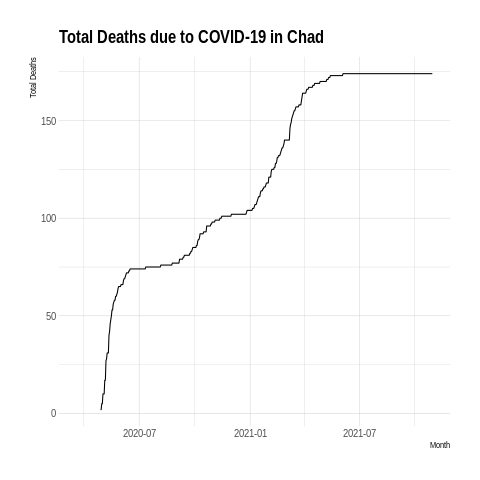 Total Deaths due to COVID-19 in Chad
Total Deaths
150
100
50
0
2020-07
2021-01
2021-07
Month